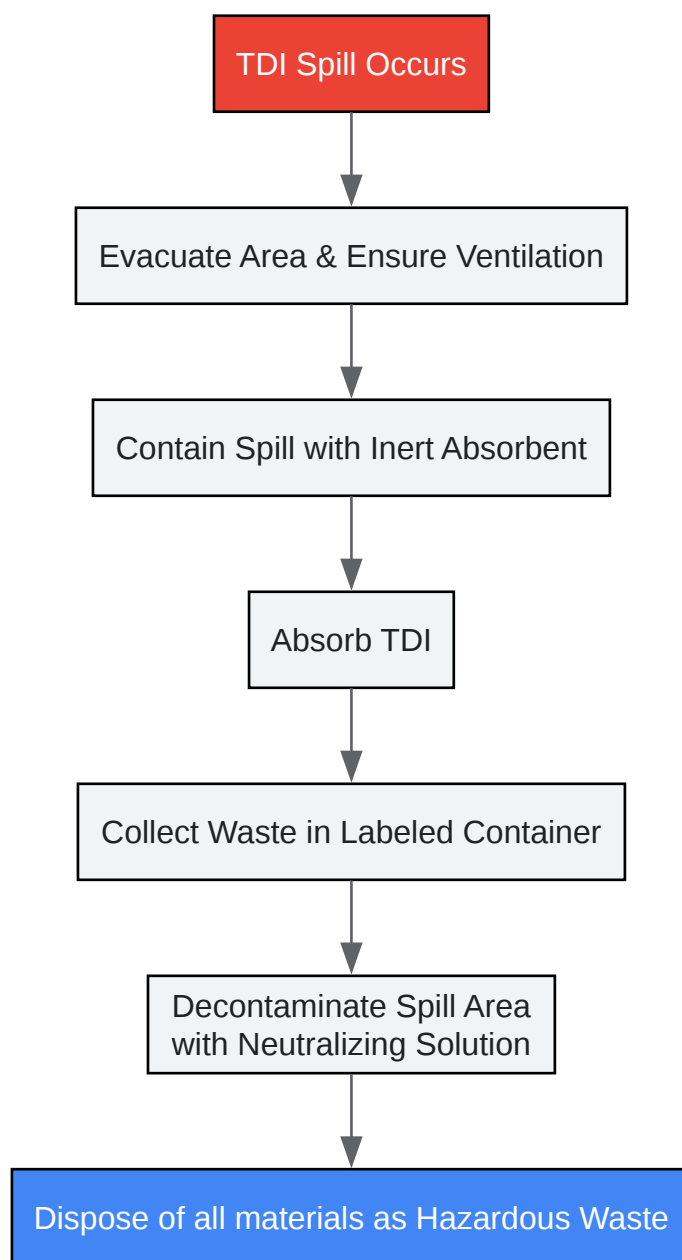 TDI Spill Occurs
Evacuate Area & Ensure Ventilation
Contain Spill with Inert Absorbent
Absorb TDI
Collect Waste in Labeled Container
Decontaminate Spill Area
with Neutralizing Solution
Dispose of all materials as Hazardous Waste